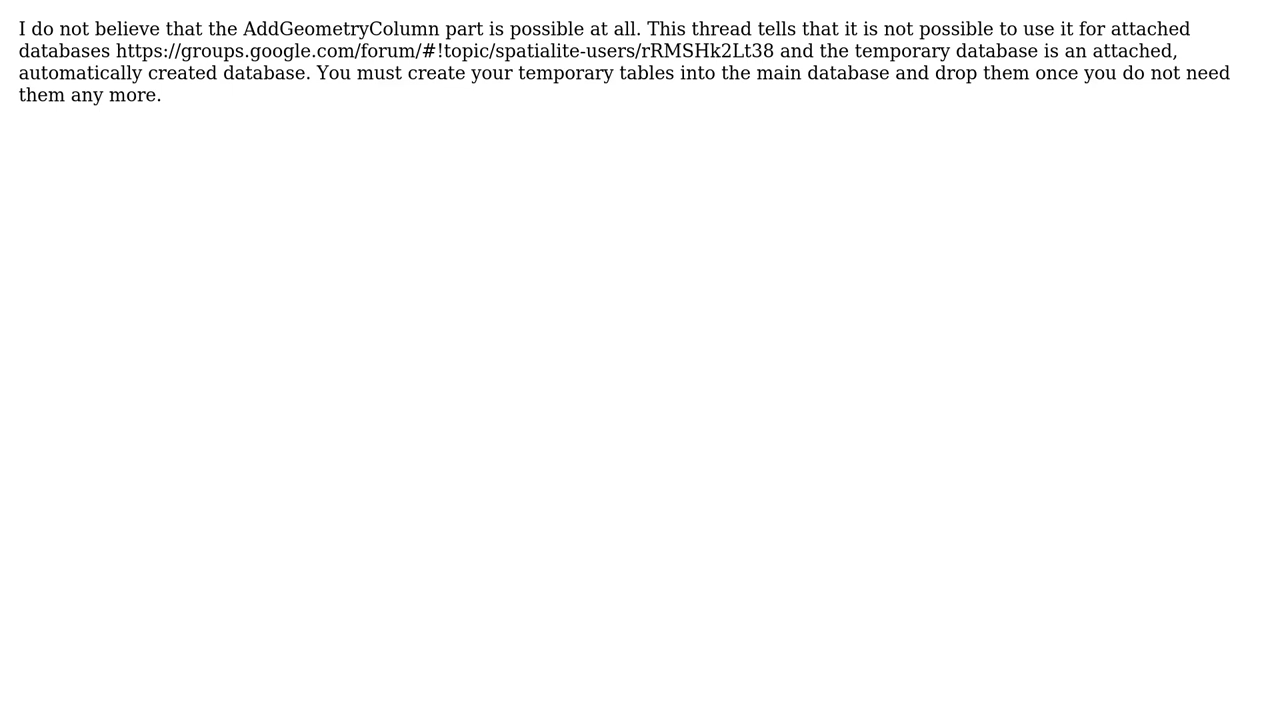 I do not believe that the AddGeometryColumn part is possible at all. This thread tells that it is not possible to use it for attached
databases https://groups.google.com/forum/#!topic/spatialite-users/rRMSHk2Lt38 and the temporary database is an attached,
automatically created database. You must create your temporary tables into the main database and drop them once you do not need
them any more.